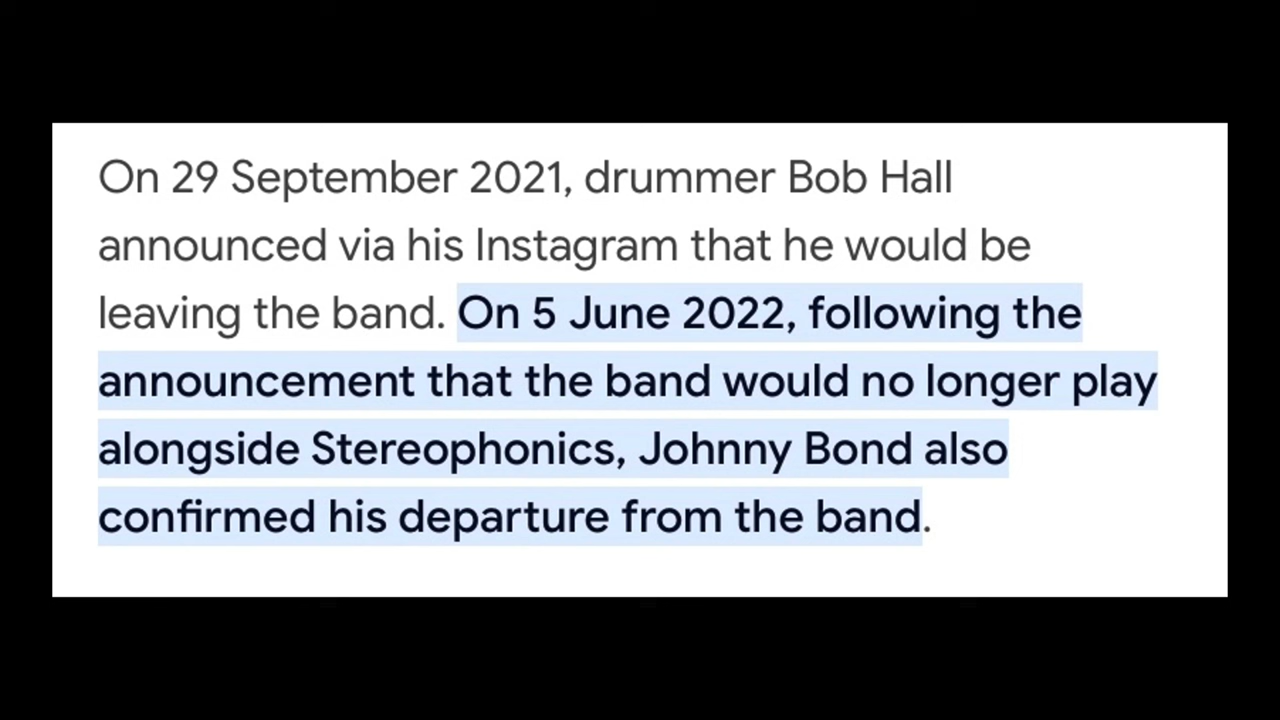 On 29 September 2021, drummer Bob Hall
announced via his Instagram that he would be
leaving the band. On 5 June 2022, following the
announcement that the band would no longer play
alongside Stereophonics, Johnny Bond also
confirmed his departure from the band.